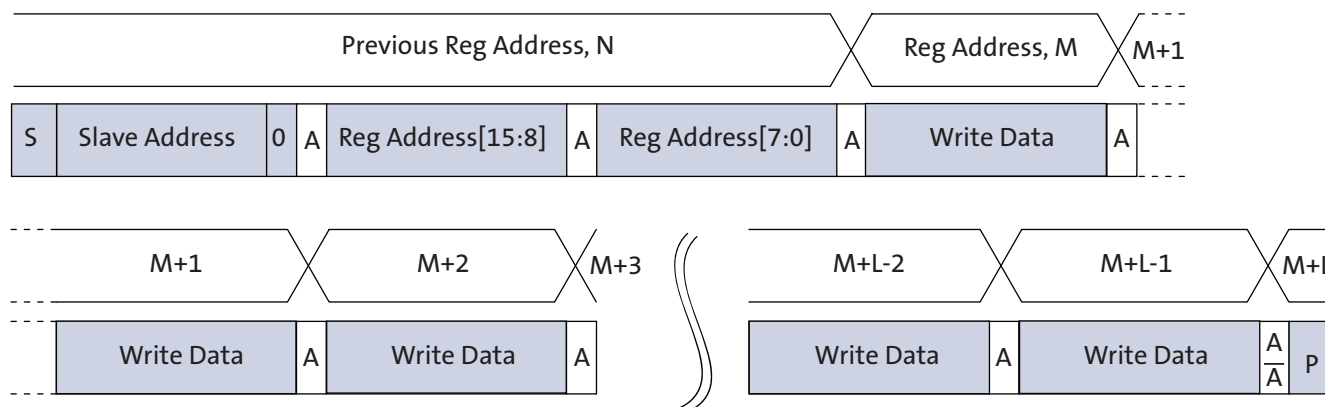 Previous Reg Address, N Reg Address, M M+1
S Slave Address 0 A Reg Address[15:8] A Reg Address[7:0] A Write Data A
M+1 M+2 M+3 M+L-2 M+L-1 M+L
Write Data A Write Data A Write Data A Write Data A P
A